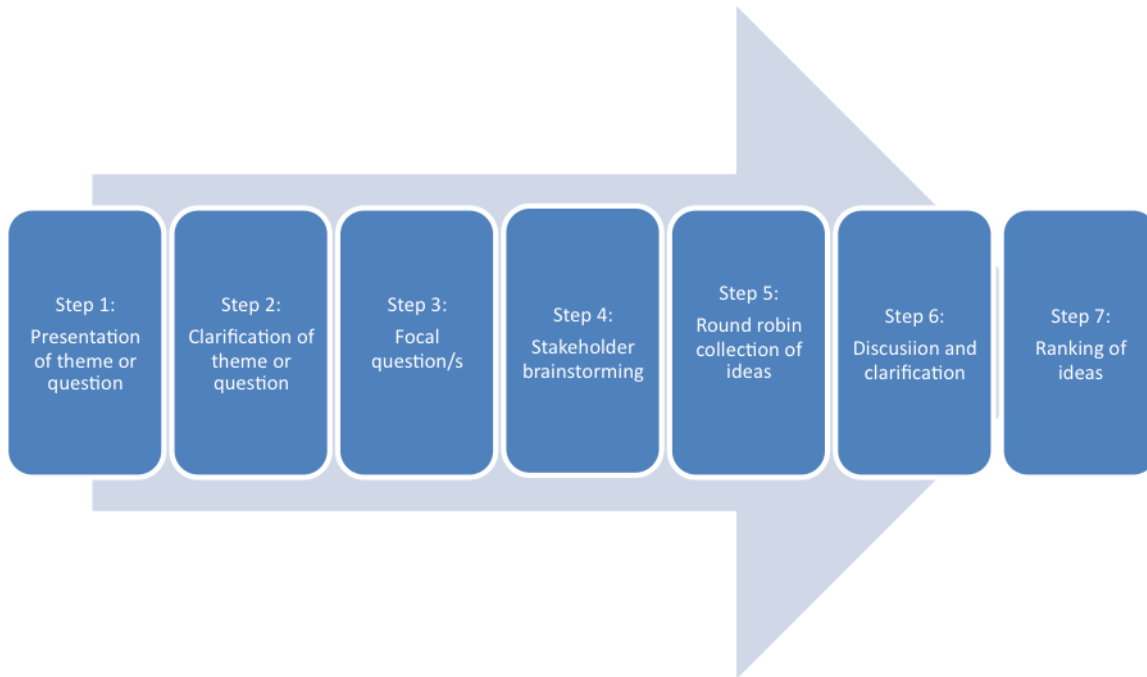 Step 1:
Presentation
of theme or
question
Step 2:
Clarification of
theme or
question
Step 3:
Focal
question/s
Step 4:
Stakeholder
brainstorming
Step 5:
Round robin
collection of
ideas
Step 6:
Discusiion and
clarification
Step 7:
Ranking of
ideas